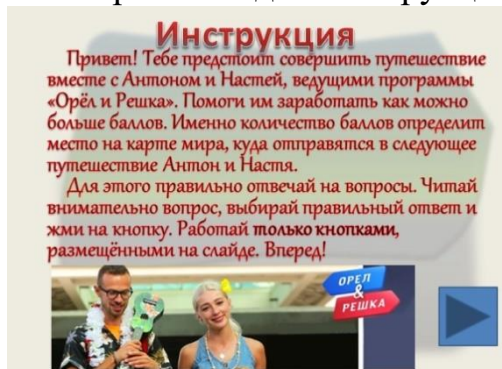 Инструкция
Привет! Тебе предстоит совершить путешествие
вместе с Антоном и Настей, ведущими программы
«Орёл и Решка». Помоги им заработать как можно
больше баллов. Именно количество баллов определит
место на карте мира, куда отправятся в следующее
путешествие Антон и Настя.
Для этого правильно отвечай на вопросы. Читай
внимательно вопрос, выбирай правильный ответ и
жми на кнопку. Работай только кнопками,
размещёнными на слайде. Вперед!
ОРЕЛ
&
РЕШКА